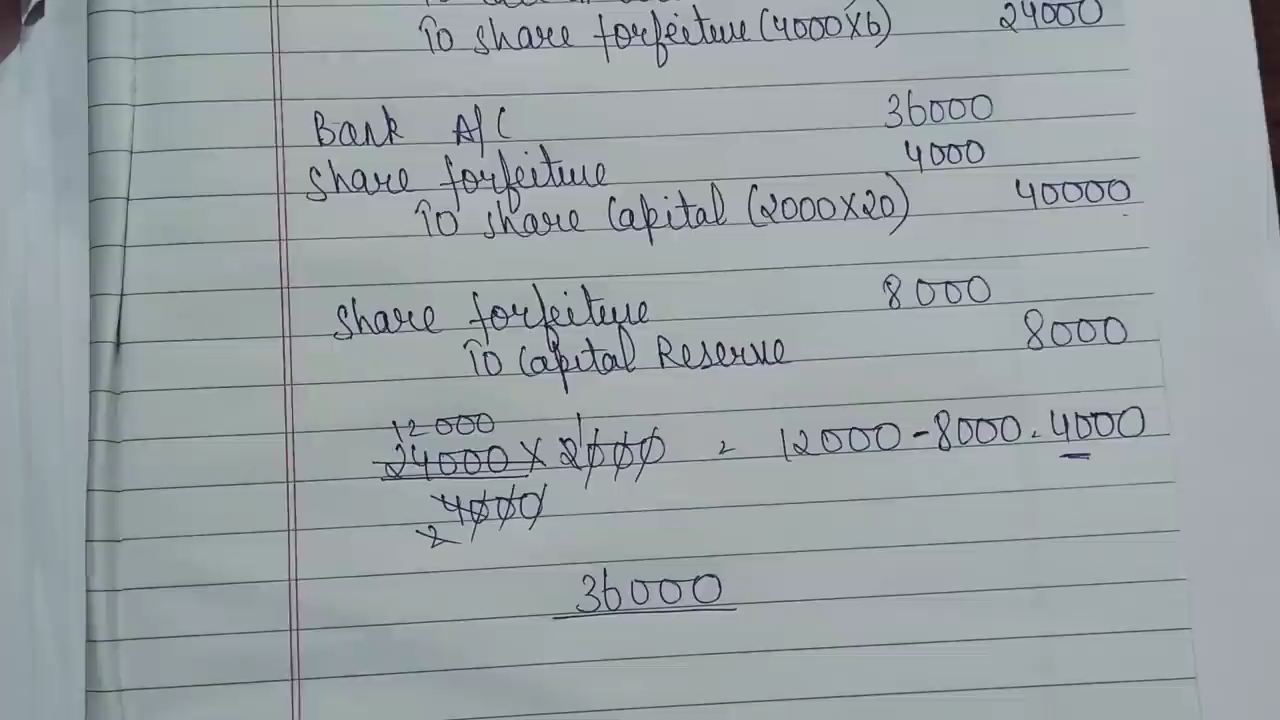 To share forfeiture (4000X6) 24000
Bank A/C 36000
share forfeiture 4000
To share Capital (2000X20) 40000
share forfeiture 8000
To Capital Reserve 8000
12000
24000 X 2000 = 12000-8000=4000
4000
2
36000